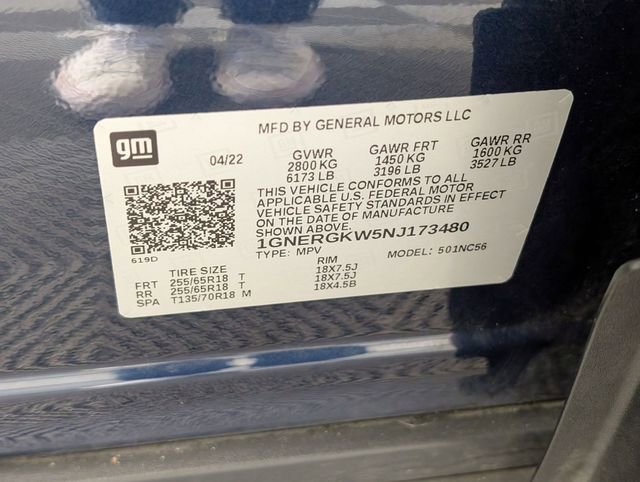 gm
MFD BY GENERAL MOTORS LLC
04/22
GVWR GAWR FRT GAWR RR
2800 KG 1450 KG 1600 KG
6173 LB 3196 LB 3527 LB
THIS VEHICLE CONFORMS TO ALL
APPLICABLE U.S. FEDERAL MOTOR
VEHICLE SAFETY STANDARDS IN EFFECT
ON THE DATE OF MANUFACTURE
SHOWN ABOVE.
1GNERGKW5NJ173480
619D
TYPE: MPV MODEL: 501NC56
TIRE SIZE RIM
FRT 255/65R18 T 18X7.5J
RR 255/65R18 T 18X7.5J
SPA T135/70R18 M 18X4.5B